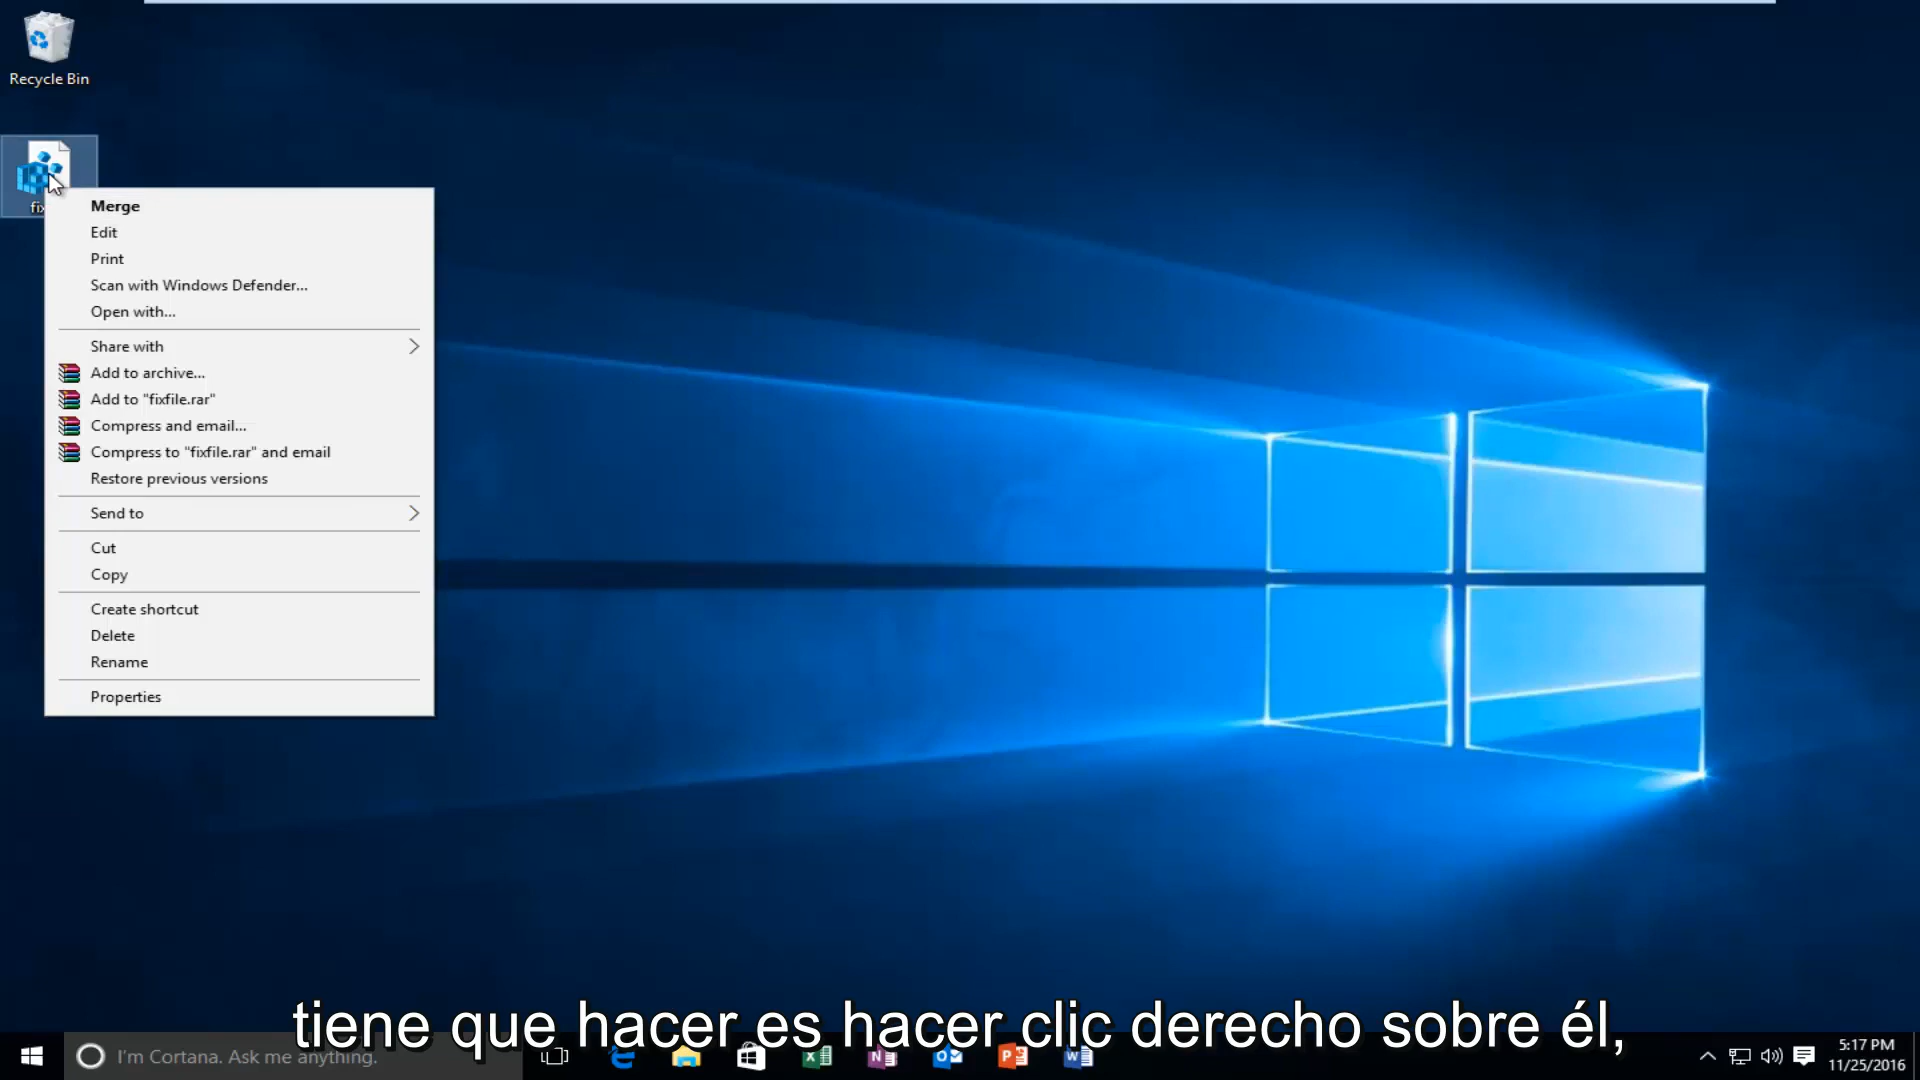 Recycle Bin
fix
Merge
Edit
Print
Scan with Windows Defender...
Open with...
Share with
Add to archive...
Add to "fixfile.rar"
Compress and email...
Compress to "fixfile.rar" and email
Restore previous versions
Send to
Cut
Copy
Create shortcut
Delete
Rename
Properties
tiene que hacer es hacer clic derecho sobre él,
I'm Cortana. Ask me anything.
5:17 PM
11/25/2016